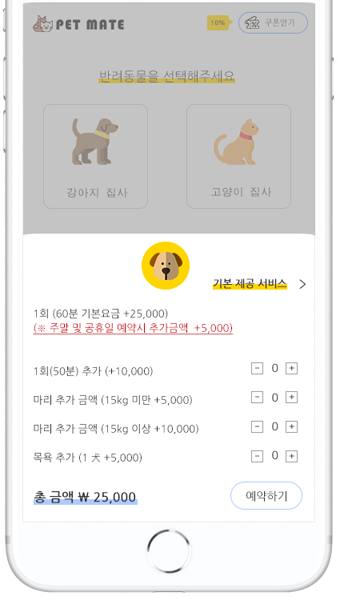 PET MATE
10%
쿠폰받기
반려동물을 선택해주세요
강아지 집사
고양이 집사
기본 제공 서비스 >
1회 (60분 기본요금 +25,000)
(※ 주말 및 공휴일 예약시 추가금액 +5,000)
1회(50분) 추가 (+10,000) - 0 +
마리 추가 금액 (15kg 미만 +5,000) - 0 +
마리 추가 금액 (15kg 이상 +10,000) - 0 +
목욕 추가 (1 犬 +5,000) - 0 +
총 금액 ₩ 25,000
예약하기